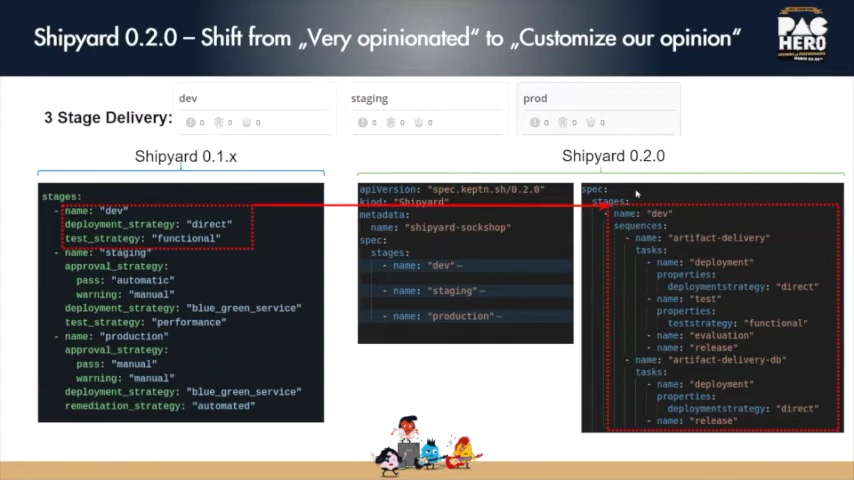 Shipyard 0.2.0 – Shift from „Very opinionated“ to „Customize our opinion“
PAC
HERO
3 Stage Delivery:
dev
0 0 0
staging
0 0 0
prod
0 0 0
Shipyard 0.1.x
Shipyard 0.2.0
stages:
- name: "dev"
deployment_strategy: "direct"
test_strategy: "functional"
- name: "staging"
approval_strategy:
pass: "automatic"
warning: "manual"
deployment_strategy: "blue_green_service"
test_strategy: "performance"
- name: "production"
approval_strategy:
pass: "manual"
warning: "manual"
deployment_strategy: "blue_green_service"
remediation_strategy: "automated"
apiVersion: "spec.keptn.sh/0.2.0"
kind: "Shipyard"
metadata:
name: "shipyard-sockshop"
spec:
stages:
- name: "dev"
- name: "staging"
- name: "production"
spec:
stages:
- name: "dev"
sequences:
- name: "artifact-delivery"
tasks:
- name: "deployment"
properties:
deploymentstrategy: "direct"
- name: "test"
properties:
teststrategy: "functional"
- name: "evaluation"
- name: "release"
- name: "artifact-delivery-db"
tasks:
- name: "deployment"
properties:
deploymentstrategy: "direct"
- name: "release"